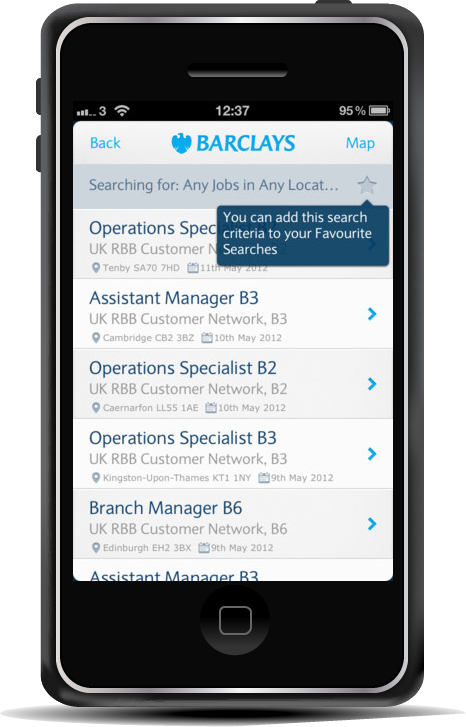 3 12:37 95%
Back BARCLAYS Map
Searching for: Any Jobs in Any Locat...
You can add this search
criteria to your Favourite
Searches
Operations Spec
UK RBB Customer N
Tenby SA70 7HD 11th May 2012
Assistant Manager B3
UK RBB Customer Network, B3
Cambridge CB2 3BZ 10th May 2012
Operations Specialist B2
UK RBB Customer Network, B2
Caernarfon LL55 1AE 10th May 2012
Operations Specialist B3
UK RBB Customer Network, B3
Kingston-Upon-Thames KT1 1NY 9th May 2012
Branch Manager B6
UK RBB Customer Network, B6
Edinburgh EH2 3BX 9th May 2012
Assistant Manager B3